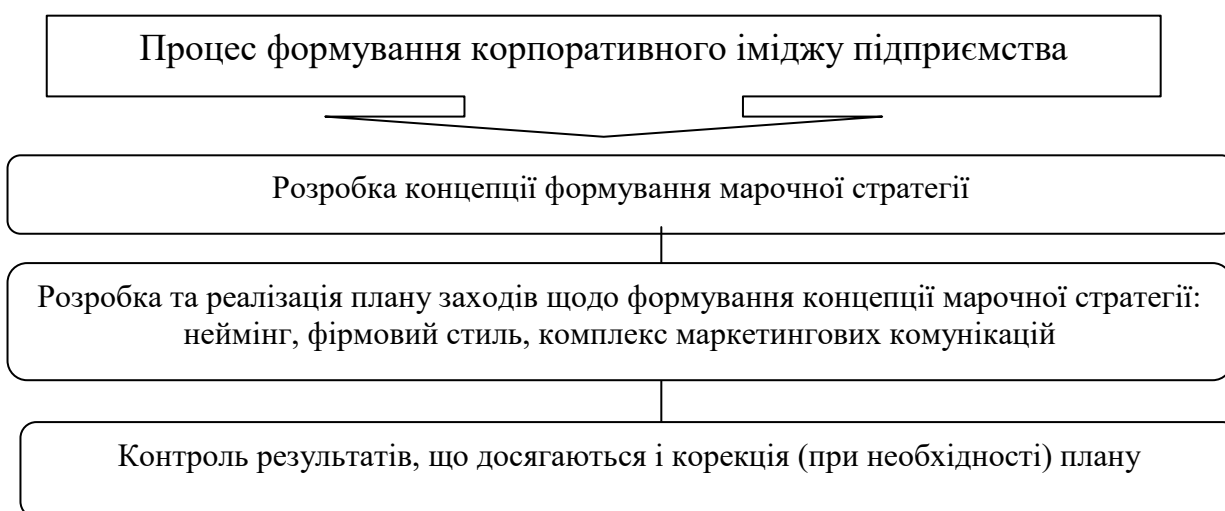 Процес формування корпоративного іміджу підприємства
Розробка концепції формування марочної стратегії
Розробка та реалізація плану заходів щодо формування концепції марочної стратегії:
неймінг, фірмовий стиль, комплекс маркетингових комунікацій
Контроль результатів, що досягаються і корекція (при необхідності) плану